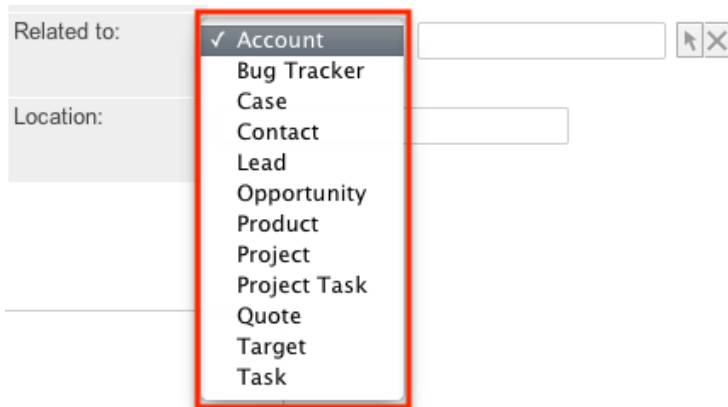 Related to:
✓ Account
Bug Tracker
Case
Location:
Contact
Lead
Opportunity
Product
Project
Project Task
Quote
Target
Task